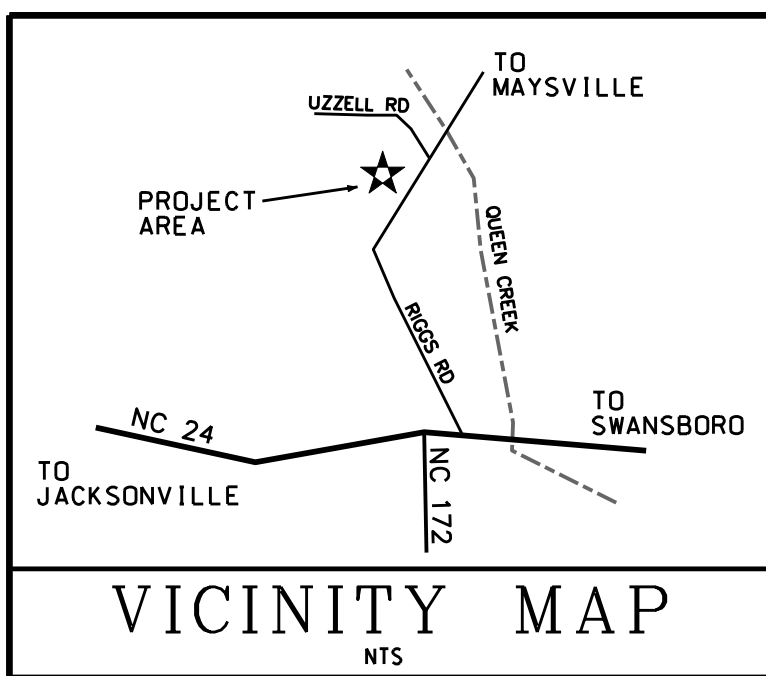 TO
MAYSVILLE
UZZELL RD
PROJECT
AREA
QUEEN CREEK
RIGGS RD
TO
SWANSBORO
NC 24
TO
JACKSONVILLE
NC 172
VICINITY MAP
NTS